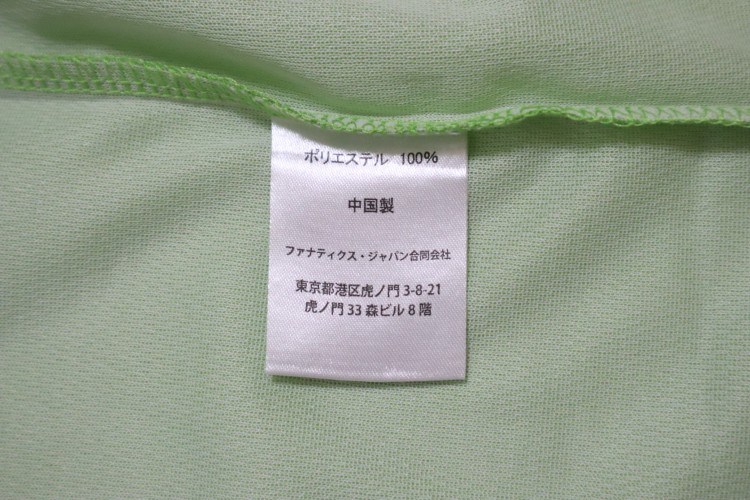 ポリエステル 100%
中国製
ファナティクス・ジャパン合同会社
東京都港区虎ノ門 3-8-21
虎ノ門 33 森ビル 8 階